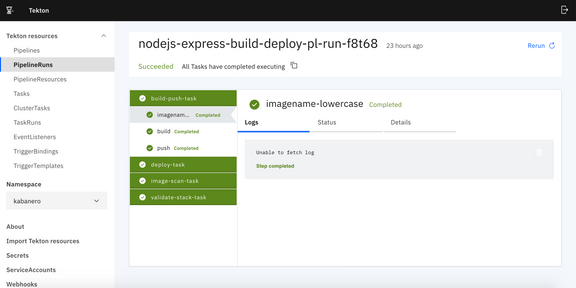 Tekton
Tekton resources
Pipelines
PipelineRuns
PipelineResources
Tasks
ClusterTasks
TaskRuns
EventListeners
TriggerBindings
TriggerTemplates
Namespace
kabanero
About
Import Tekton resources
Secrets
ServiceAccounts
Webhooks
nodejs-express-build-deploy-pl-run-f8t68 23 hours ago Rerun
Succeeded All Tasks have completed executing
build-push-task
imagenam... Completed
build Completed
push Completed
deploy-task
image-scan-task
validate-stack-task
imagename-lowercase Completed
Logs Status Details
Unable to fetch log
Step completed